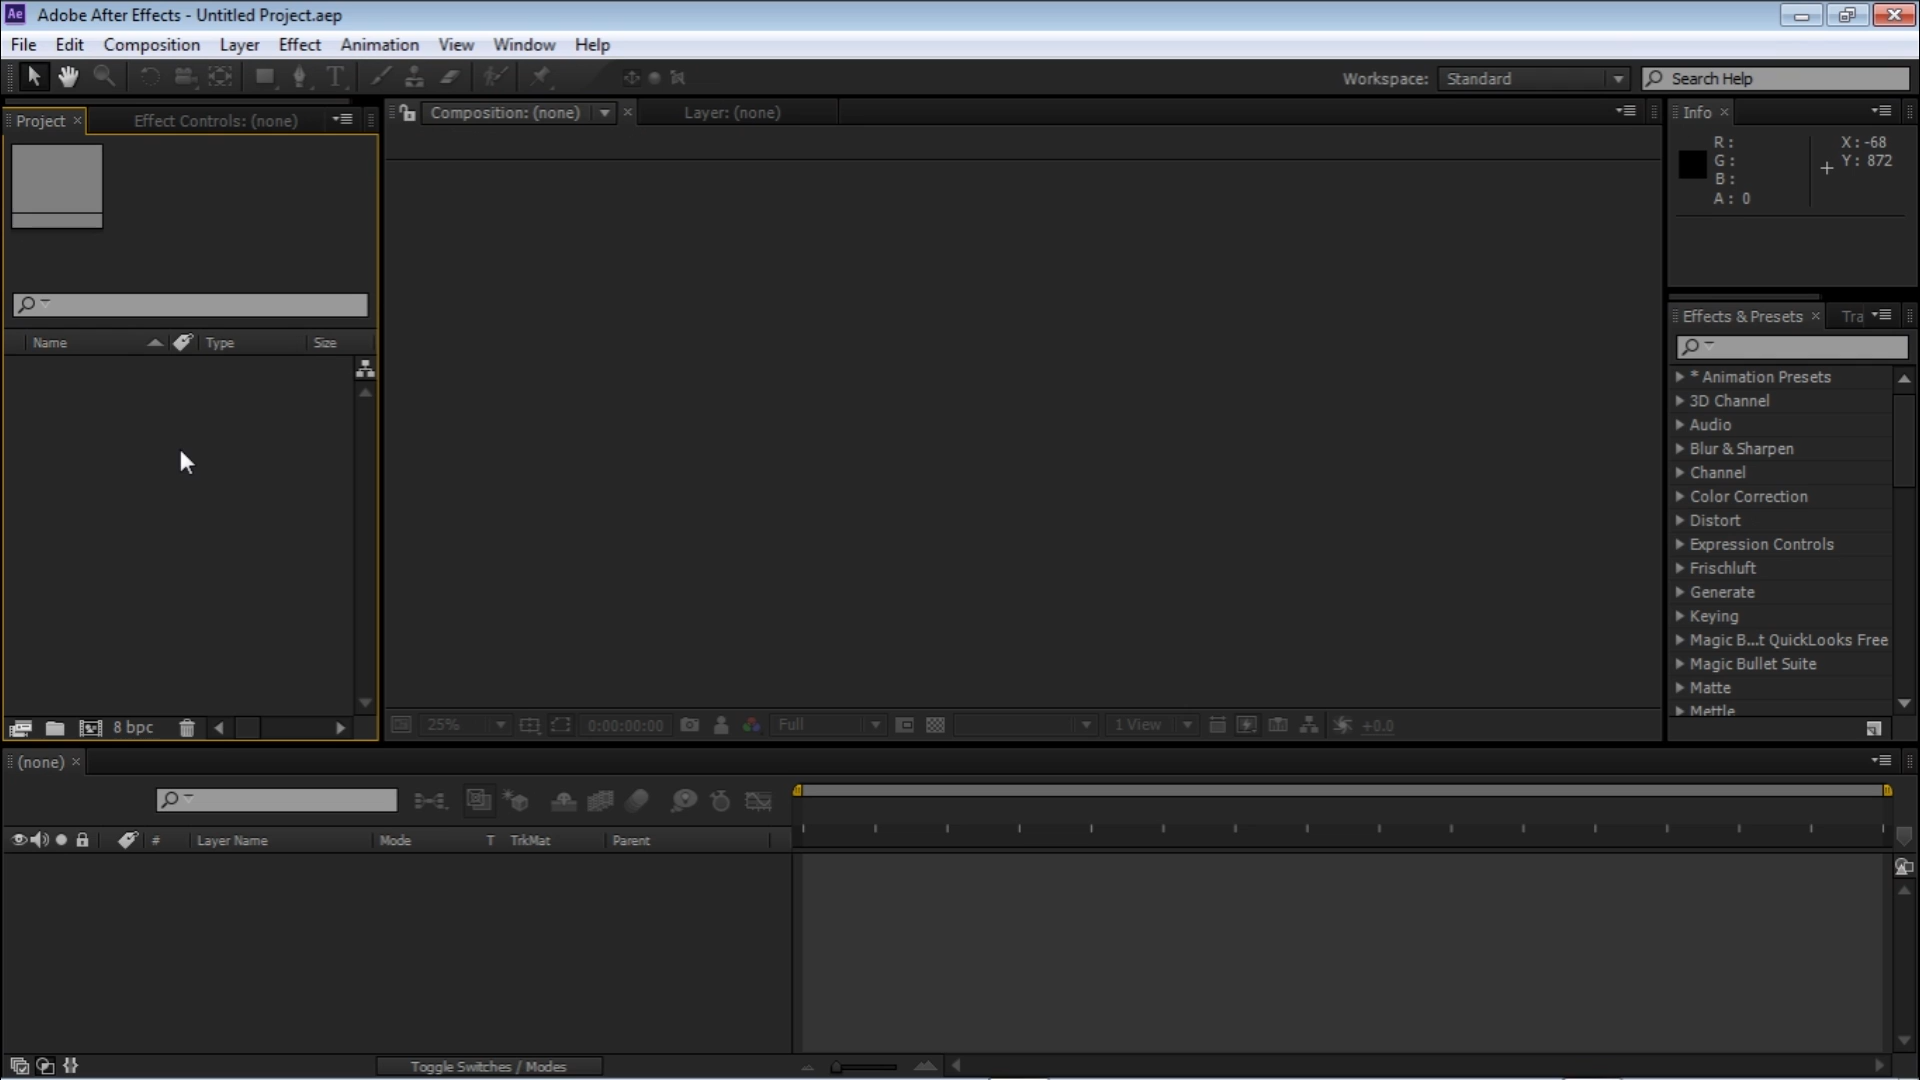 Ae Adobe After Effects - Untitled Project.aep
File Edit Composition Layer Effect Animation View Window Help
T Workspace: Standard Search Help
Project × Effect Controls: (none)
Composition: (none) × Layer: (none)
Info ×
R :
G :
B :
A : 0
X : -68
Y : 872
Name Type Size
8 bpc
25% 0:00:00:00 Full 1 View +0.0
Effects & Presets × Tra
* Animation Presets
3D Channel
Audio
Blur & Sharpen
Channel
Color Correction
Distort
Expression Controls
Frischluft
Generate
Keying
Magic B...t QuickLooks Free
Magic Bullet Suite
Matte
Mettle
(none) ×
# Layer Name Mode T TrkMat Parent
Toggle Switches / Modes